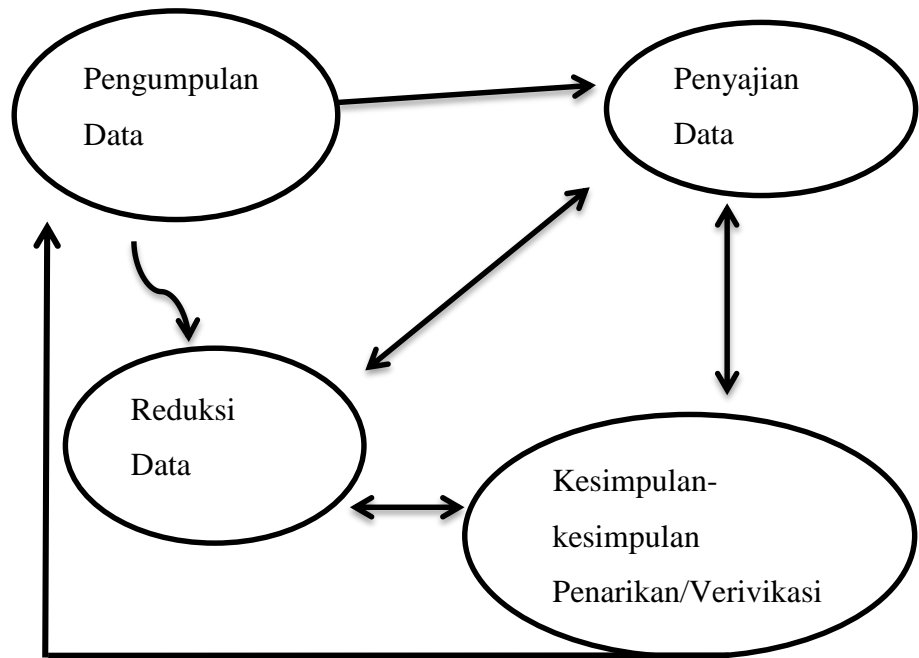 Pengumpulan
Data
Penyajian
Data
Reduksi
Data
Kesimpulan-
kesimpulan
Penarikan/Verivikasi